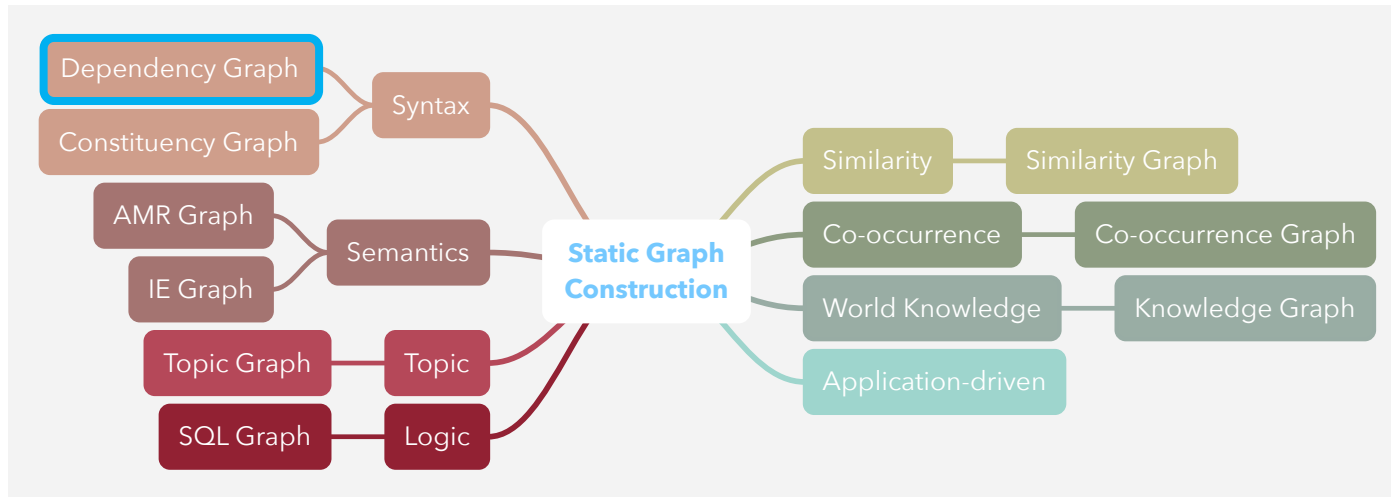 Dependency Graph
Constituency Graph
Syntax
AMR Graph
IE Graph
Semantics
Topic Graph
Topic
SQL Graph
Logic
Static Graph
Construction
Similarity
Similarity Graph
Co-occurrence
Co-occurrence Graph
World Knowledge
Knowledge Graph
Application-driven